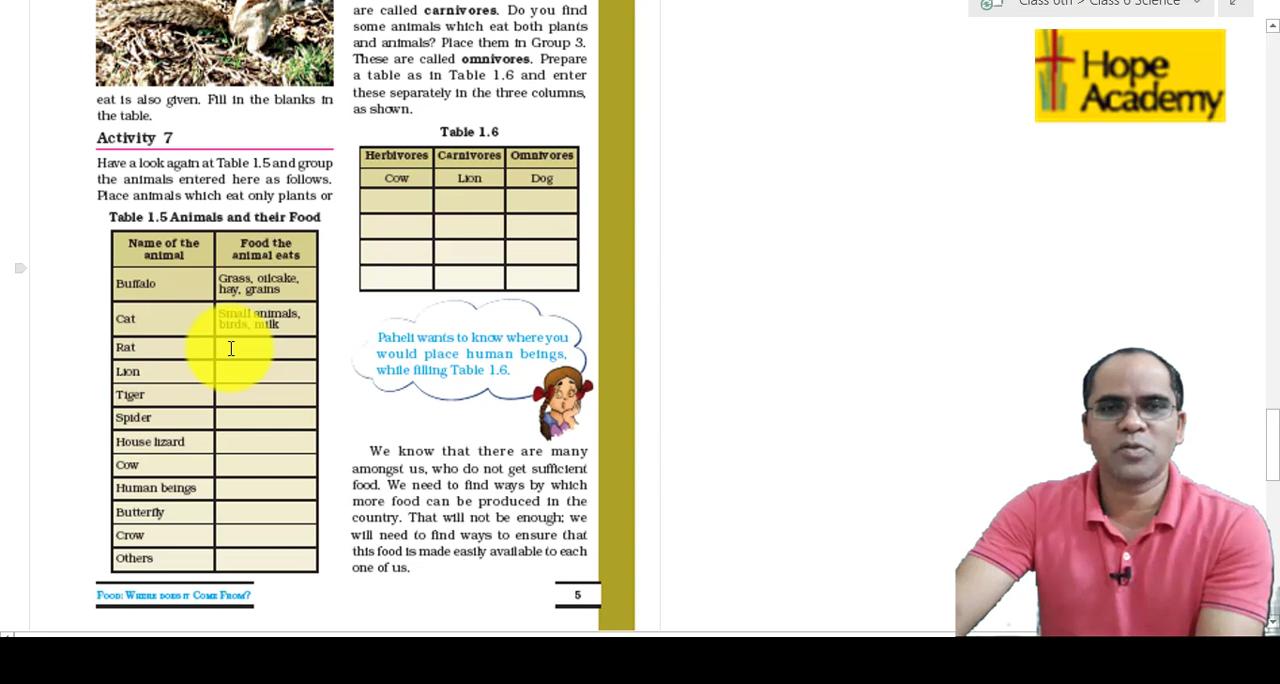 Class 6th > Class 6 Science
Hope
Academy
eat is also given. Fill in the blanks in
the table.
Activity 7
Have a look again at Table 1.5 and group
the animals entered here as follows.
Place animals which eat only plants or
Table 1.5 Animals and their Food
Name of the animal Food the animal eats
Buffalo Grass, oilcake, hay, grains
Cat Small animals, birds, milk
Rat
Lion
Tiger
Spider
House lizard
Cow
Human beings
Butterfly
Crow
Others
Food: Where does it Come From?
are called carnivores. Do you find
some animals which eat both plants
and animals? Place them in Group 3.
These are called omnivores. Prepare
a table as in Table 1.6 and enter
these separately in the three columns,
as shown.
Table 1.6
Herbivores Carnivores Omnivores
Cow Lion Dog
Paheli wants to know where you
would place human beings,
while filling Table 1.6.
We know that there are many
amongst us, who do not get sufficient
food. We need to find ways by which
more food can be produced in the
country. That will not be enough; we
will need to find ways to ensure that
this food is made easily available to each
one of us.
5